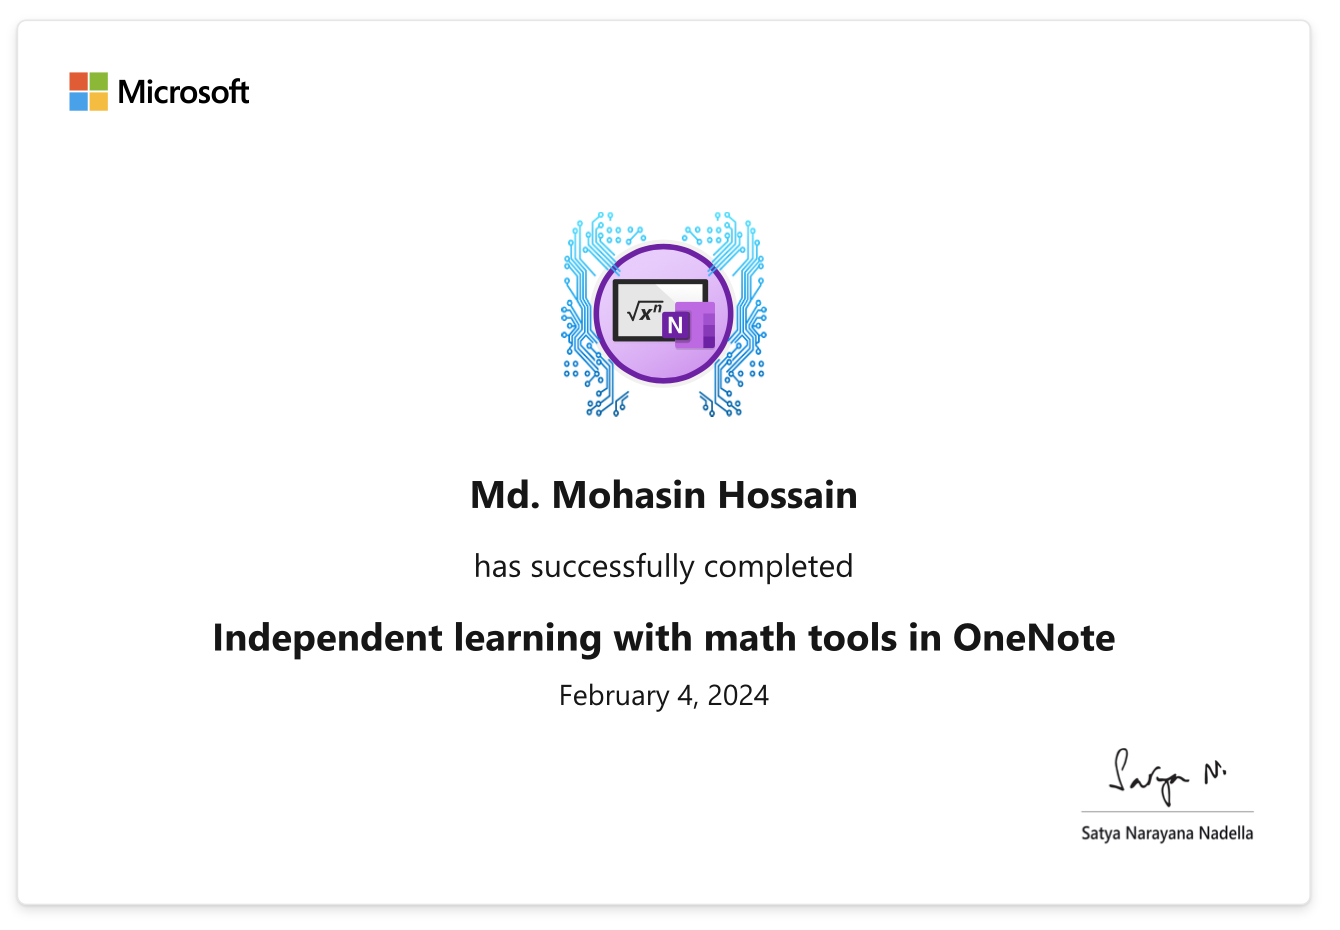 Microsoft
√xⁿ
N
Md. Mohasin Hossain
has successfully completed
Independent learning with math tools in OneNote
February 4, 2024
Satya N.
Satya Narayana Nadella